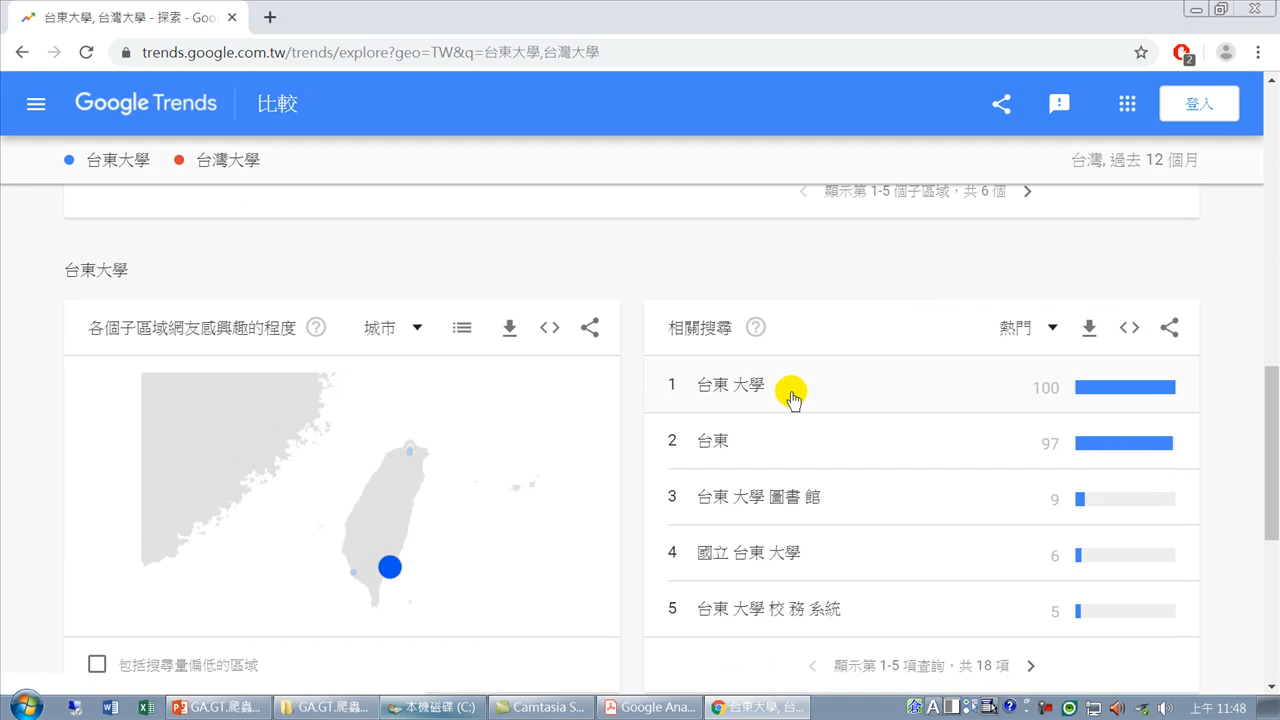 台東大學, 台灣大學 - 探索 - Goo
trends.google.com.tw/trends/explore?geo=TW&q=台東大學,台灣大學
2
Google Trends
比較
登入
台東大學
台灣大學
台灣, 過去 12 個月
顯示第 1-5 個子區域，共 6 個
台東大學
各個子區域網友感興趣的程度
城市
相關搜尋
熱門
1 台東 大學 100
2 台東 97
3 台東 大學 圖書 館 9
4 國立 台東 大學 6
5 台東 大學 校 務 系統 5
包括搜尋量偏低的區域
顯示第 1-5 項查詢，共 18 項
GA.GT.爬蟲...
GA.GT.爬蟲...
本機磁碟 (C:)
Camtasia S...
Google Ana...
台東大學, 台...
上午 11:48